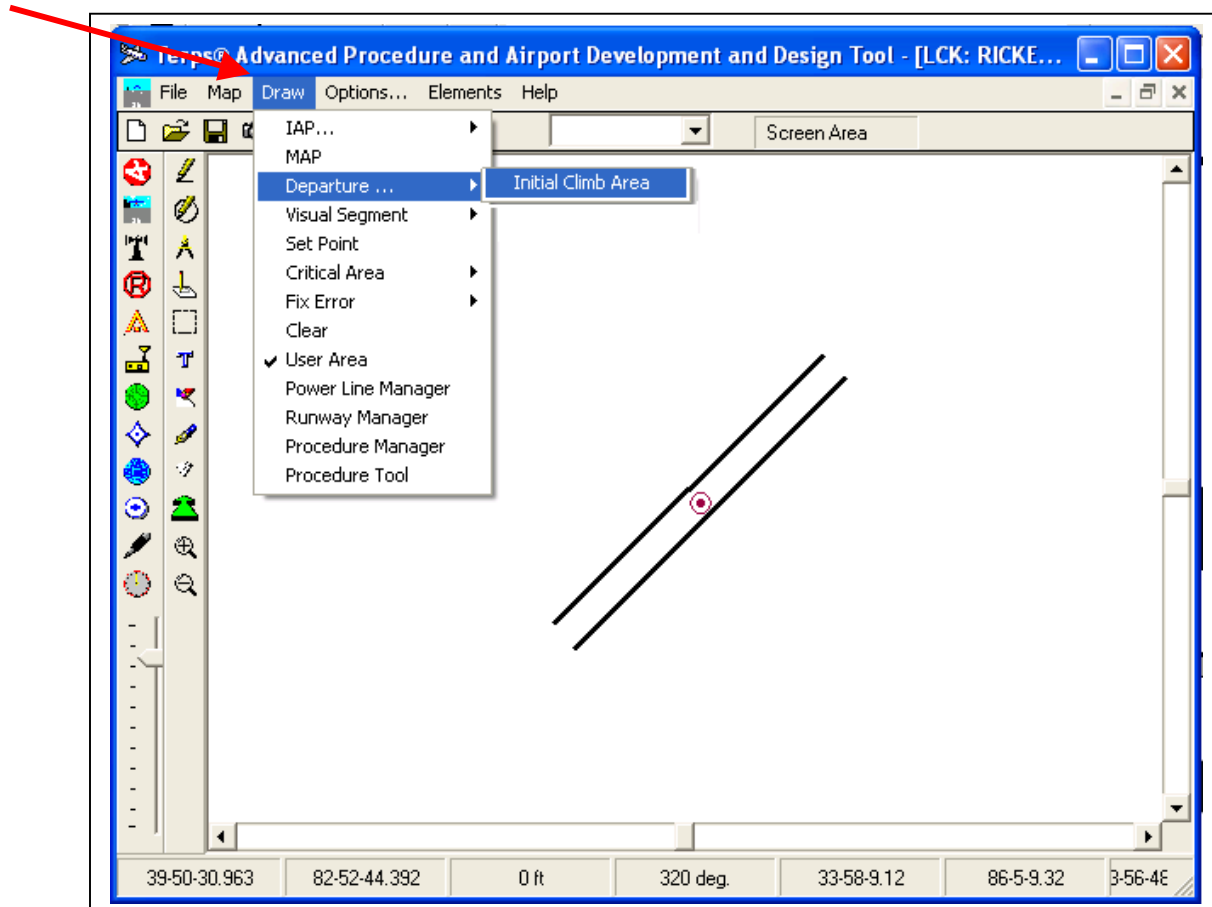 Terps® Advanced Procedure and Airport Development and Design Tool - [LCK: RICKE...
File Map Draw Options... Elements Help
Screen Area
IAP...
MAP
Departure ...
Initial Climb Area
Visual Segment
Set Point
Critical Area
Fix Error
Clear
User Area
Power Line Manager
Runway Manager
Procedure Manager
Procedure Tool
39-50-30.963 82-52-44.392 0 ft 320 deg. 33-58-9.12 86-5-9.32